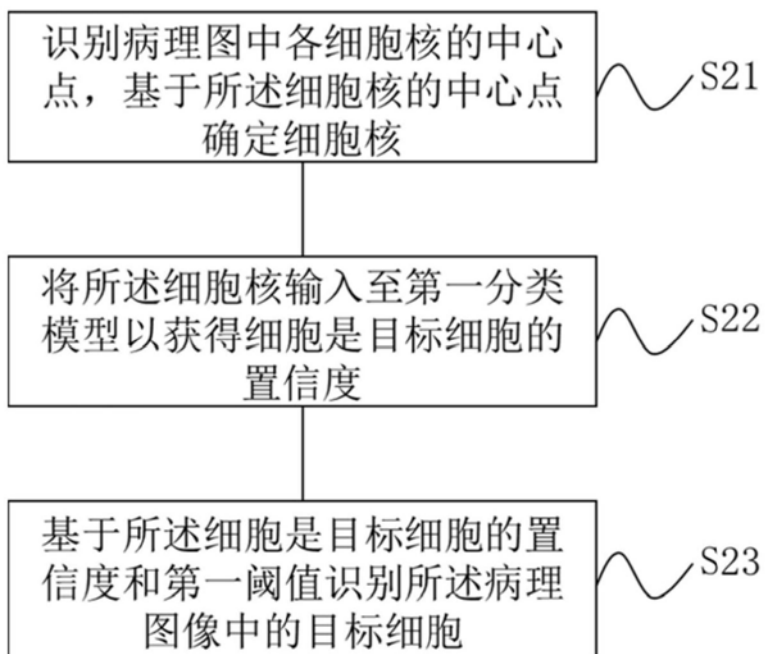 识别病理图中各细胞核的中心
点，基于所述细胞核的中心点
确定细胞核
S21
将所述细胞核输入至第一分类
模型以获得细胞是目标细胞的
置信度
S22
基于所述细胞是目标细胞的置
信度和第一阈值识别所述病理
图像中的目标细胞
S23